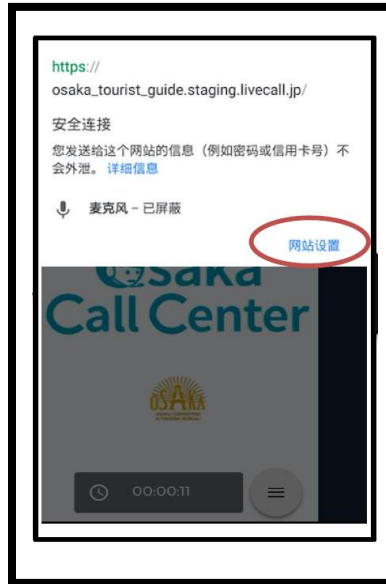 https://
osaka_tourist_guide.staging.livecall.jp/
安全连接
您发送给这个网站的信息（例如密码或信用卡号）不
会外泄。 详细信息
麦克风 – 已屏蔽
网站设置
Osaka
Call Center
OSAKA
00:00:11